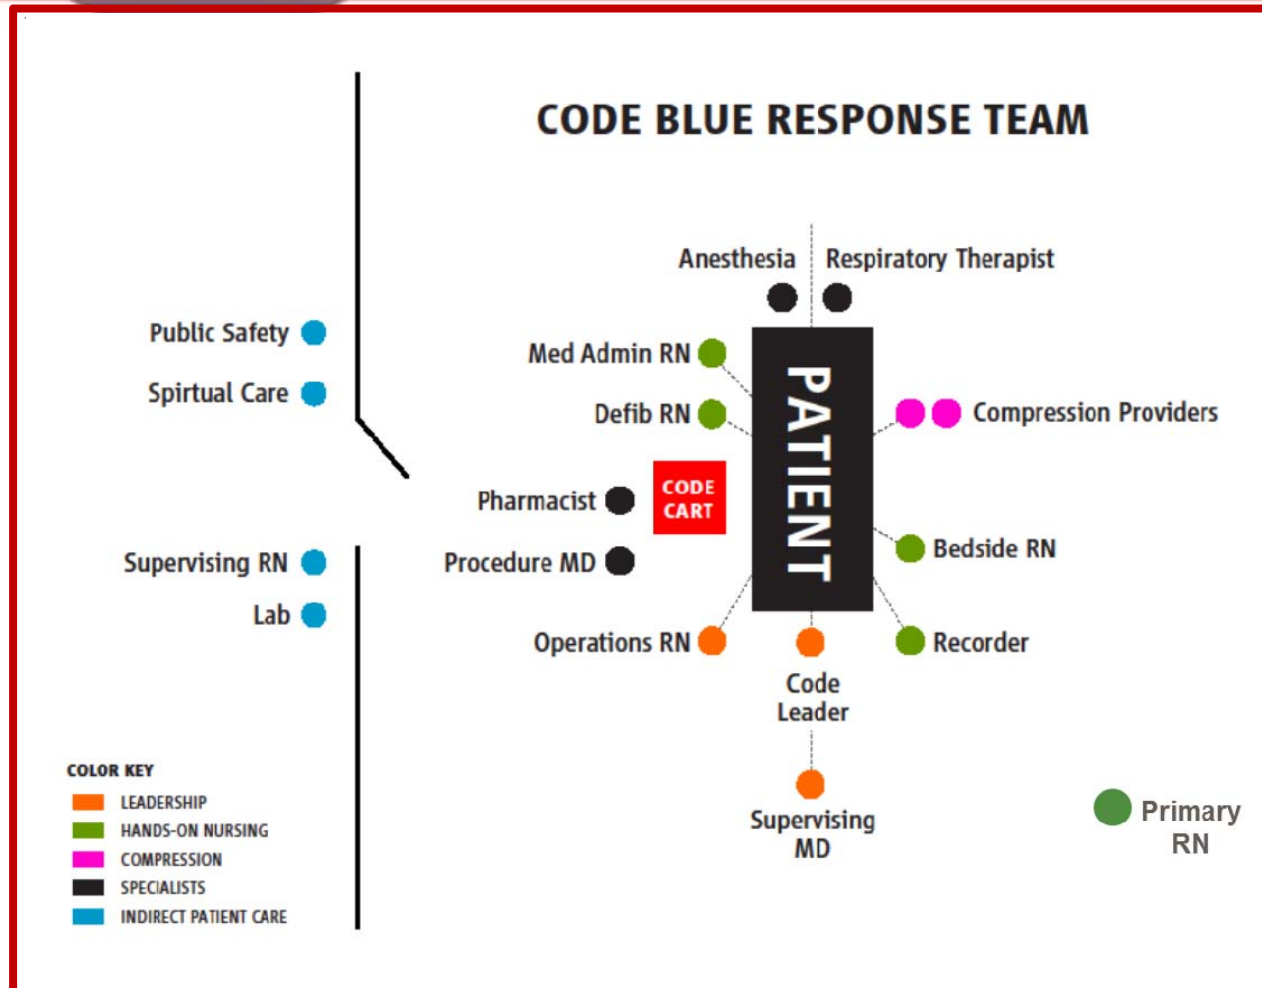 CODE BLUE RESPONSE TEAM
Anesthesia
Respiratory Therapist
Public Safety
Spirtual Care
Med Admin RN
Defib RN
PATIENT
Compression Providers
CODE
CART
Pharmacist
Procedure MD
Bedside RN
Supervising RN
Lab
Operations RN
Recorder
Code
Leader
Supervising
MD
Primary
RN
COLOR KEY
LEADERSHIP
HANDS-ON NURSING
COMPRESSION
SPECIALISTS
INDIRECT PATIENT CARE